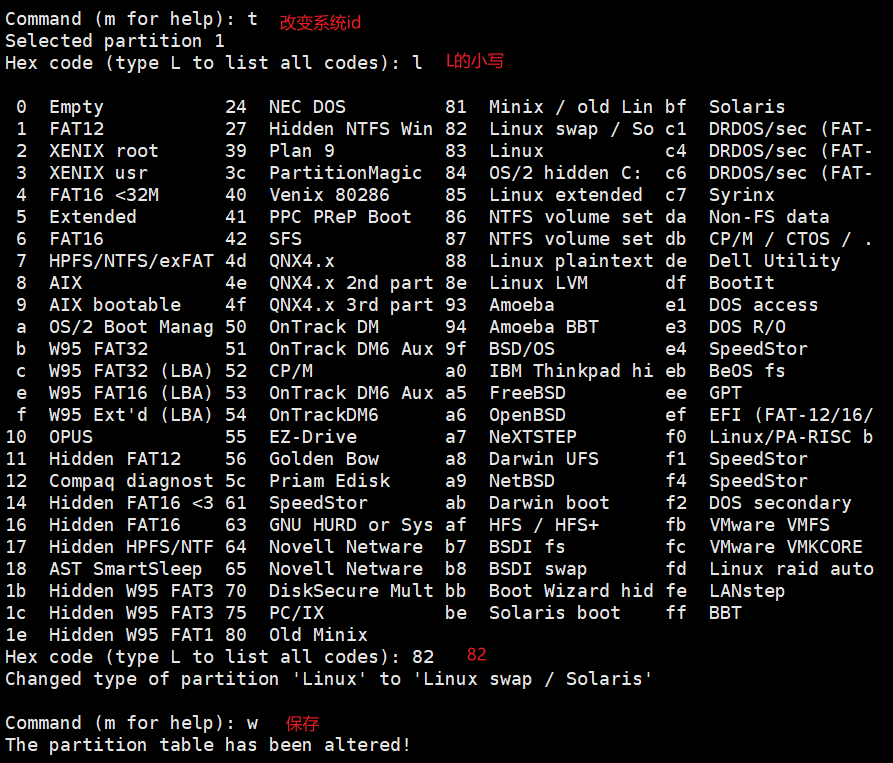 Command (m for help): t 改变系统id
Selected partition 1
Hex code (type L to list all codes): l L的小写
0 Empty 24 NEC DOS 81 Minix / old Lin bf Solaris
1 FAT12 27 Hidden NTFS Win 82 Linux swap / So c1 DRDOS/sec (FAT-
2 XENIX root 39 Plan 9 83 Linux c4 DRDOS/sec (FAT-
3 XENIX usr 3c PartitionMagic 84 OS/2 hidden C: c6 DRDOS/sec (FAT-
4 FAT16 <32M 40 Venix 80286 85 Linux extended c7 Syrinx
5 Extended 41 PPC PReP Boot 86 NTFS volume set da Non-FS data
6 FAT16 42 SFS 87 NTFS volume set db CP/M / CTOS / .
7 HPFS/NTFS/exFAT 4d QNX4.x 88 Linux plaintext de Dell Utility
8 AIX 4e QNX4.x 2nd part 8e Linux LVM df BootIt
9 AIX bootable 4f QNX4.x 3rd part 93 Amoeba e1 DOS access
a OS/2 Boot Manag 50 OnTrack DM 94 Amoeba BBT e3 DOS R/O
b W95 FAT32 51 OnTrack DM6 Aux 9f BSD/OS e4 SpeedStor
c W95 FAT32 (LBA) 52 CP/M a0 IBM Thinkpad hi eb BeOS fs
e W95 FAT16 (LBA) 53 OnTrack DM6 Aux a5 FreeBSD ee GPT
f W95 Ext'd (LBA) 54 OnTrackDM6 a6 OpenBSD ef EFI (FAT-12/16/
10 OPUS 55 EZ-Drive a7 NeXTSTEP f0 Linux/PA-RISC b
11 Hidden FAT12 56 Golden Bow a8 Darwin UFS f1 SpeedStor
12 Compaq diagnost 5c Priam Edisk a9 NetBSD f4 SpeedStor
14 Hidden FAT16 <3 61 SpeedStor ab Darwin boot f2 DOS secondary
16 Hidden FAT16 63 GNU HURD or Sys af HFS / HFS+ fb VMware VMFS
17 Hidden HPFS/NTF 64 Novell Netware b7 BSDI fs fc VMware VMKCORE
18 AST SmartSleep 65 Novell Netware b8 BSDI swap fd Linux raid auto
1b Hidden W95 FAT3 70 DiskSecure Mult bb Boot Wizard hid fe LANstep
1c Hidden W95 FAT3 75 PC/IX be Solaris boot ff BBT
1e Hidden W95 FAT1 80 Old Minix
Hex code (type L to list all codes): 82 82
Changed type of partition 'Linux' to 'Linux swap / Solaris'
Command (m for help): w 保存
The partition table has been altered!